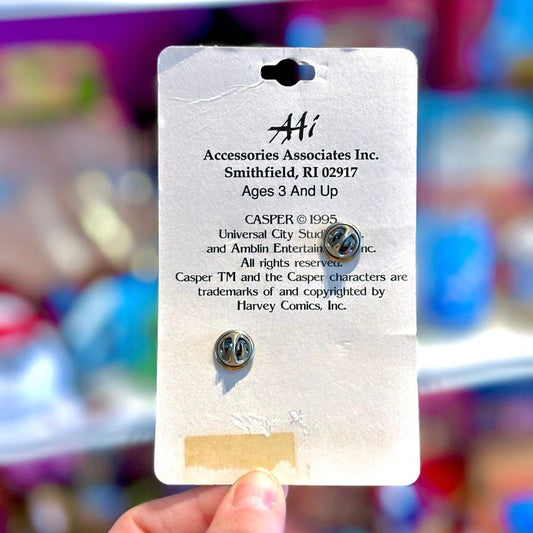 AAi
Accessories Associates Inc.
Smithfield, RI 02917
Ages 3 And Up
CASPER © 1995
Universal City
and Amblin
All rights reserved.
Casper TM and the Casper characters are
trademarks of and copyrighted by
Harvey Comics, Inc.